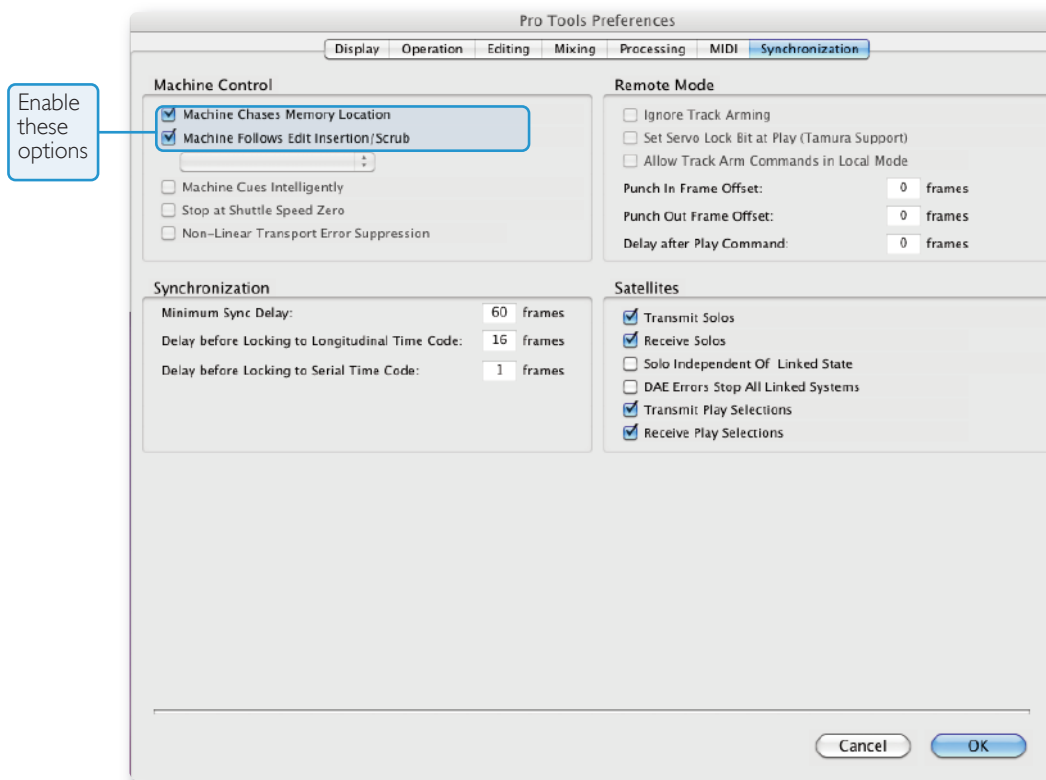 Pro Tools Preferences
Display Operation Editing Mixing Processing MIDI Synchronization
Enable
these
options
Machine Control
Machine Chases Memory Location
Machine Follows Edit Insertion/Scrub
Machine Cues Intelligently
Stop at Shuttle Speed Zero
Non-Linear Transport Error Suppression
Remote Mode
Ignore Track Arming
Set Servo Lock Bit at Play (Tamura Support)
Allow Track Arm Commands in Local Mode
Punch In Frame Offset: 0 frames
Punch Out Frame Offset: 0 frames
Delay after Play Command: 0 frames
Synchronization
Minimum Sync Delay: 60 frames
Delay before Locking to Longitudinal Time Code: 16 frames
Delay before Locking to Serial Time Code: 1 frames
Satellites
Transmit Solos
Receive Solos
Solo Independent Of Linked State
DAE Errors Stop All Linked Systems
Transmit Play Selections
Receive Play Selections
Cancel OK